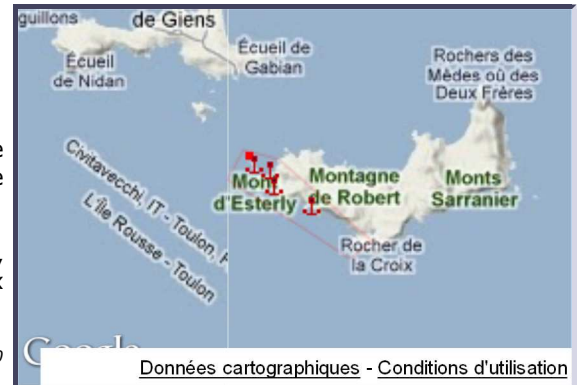 guillons
de Giens
Écueil de
Gabian
Écueil
de Nidan
Rochers des
Mèdes où des
Deux Frères
Civitavecchi, IT - Toulon,
L'Île Rousse - Toulon
Mont
d'Esterly
Montagne
de Robert
Monts
Sarranier
Rocher de
la Croix
Google
Données cartographiques - Conditions d'utilisation